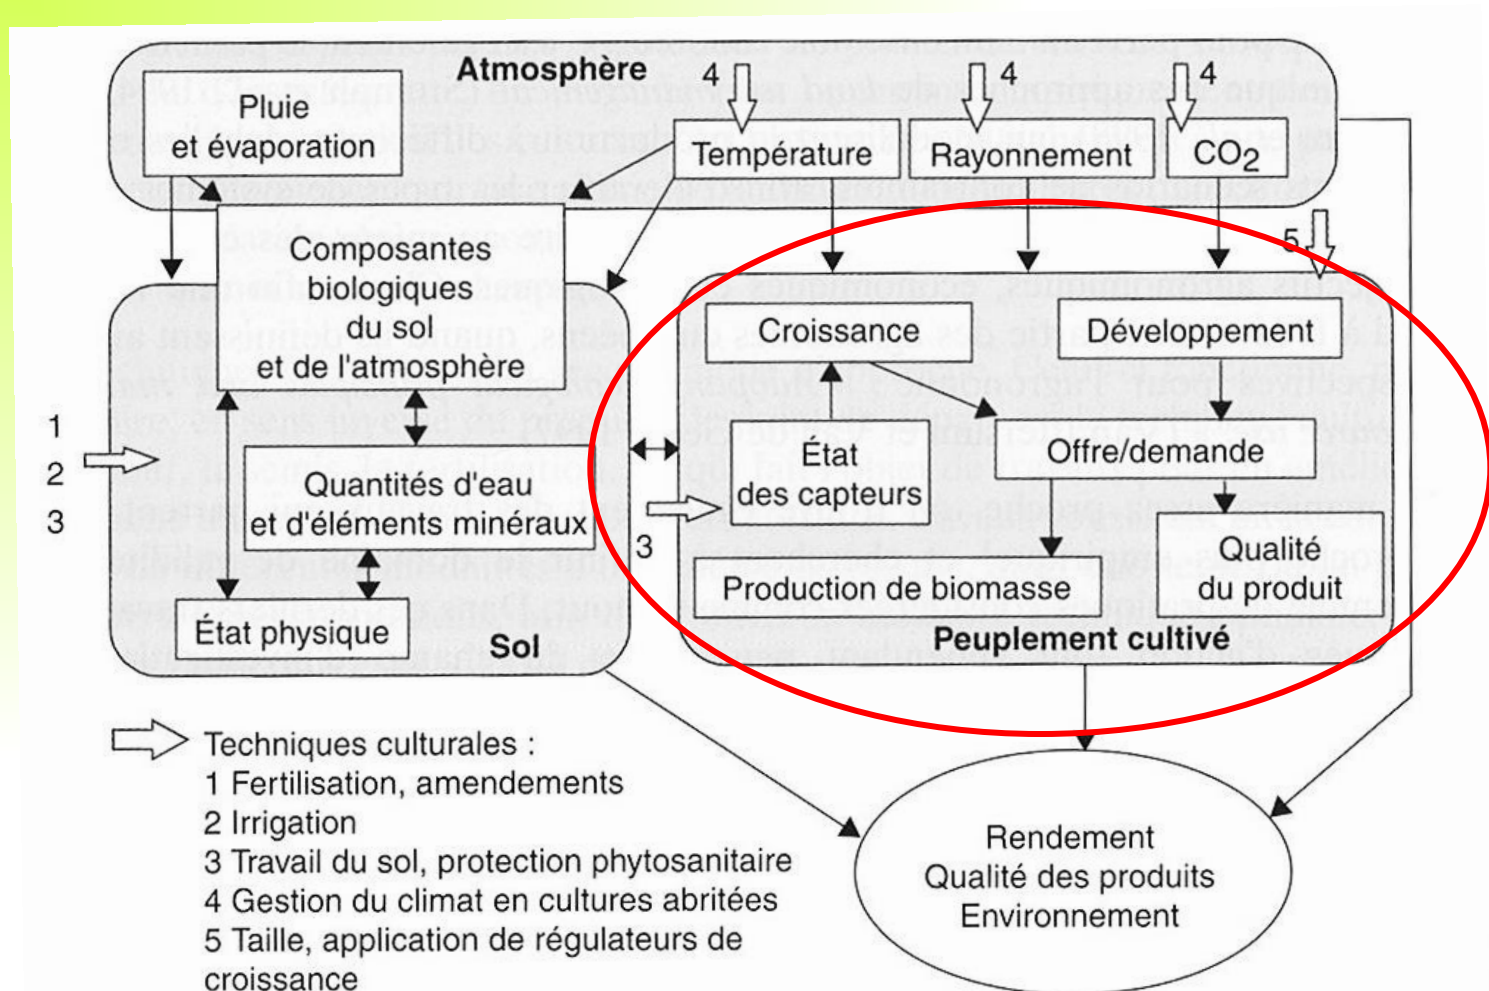 Atmosphère
4
4
4
Pluie
et évaporation
Température
Rayonnement
CO2
5
Composantes
biologiques
du sol
et de l'atmosphère
Croissance
Développement
1
2
3
État
des capteurs
Offre/demande
Quantités d'eau
et d'éléments minéraux
3
Qualité
du produit
Production de biomasse
État physique
Sol
Peuplement cultivé
Techniques culturales :
1 Fertilisation, amendements
2 Irrigation
3 Travail du sol, protection phytosanitaire
4 Gestion du climat en cultures abritées
5 Taille, application de régulateurs de
croissance
Rendement
Qualité des produits
Environnement